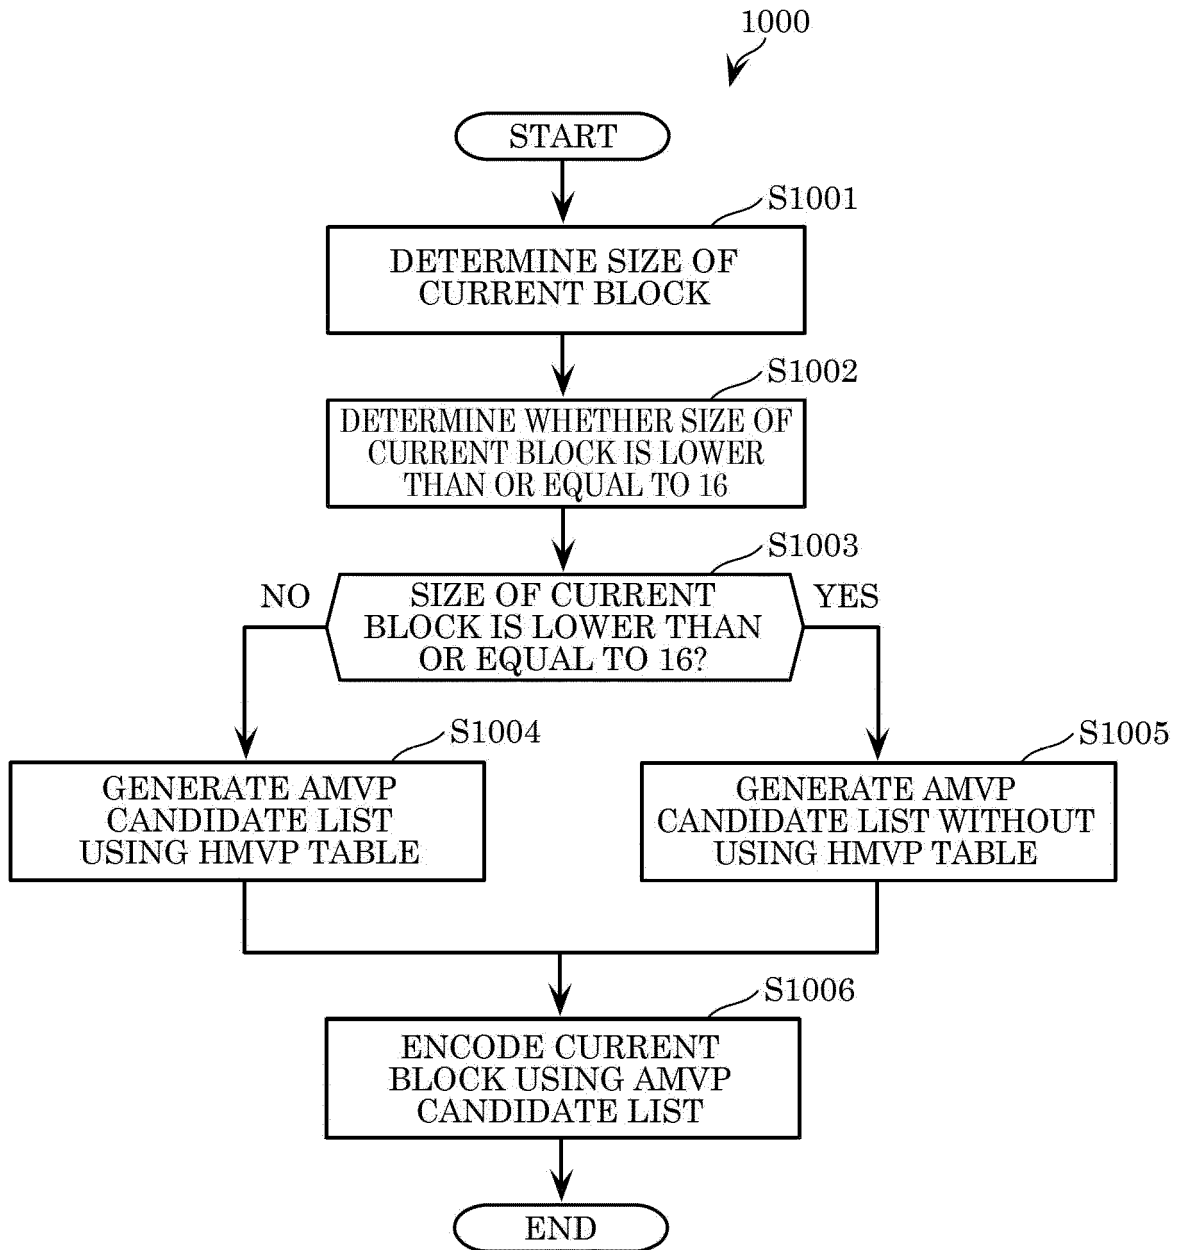 1000
START
S1001
DETERMINE SIZE OF
CURRENT BLOCK
S1002
DETERMINE WHETHER SIZE OF
CURRENT BLOCK IS LOWER
THAN OR EQUAL TO 16
S1003
NO
SIZE OF CURRENT
BLOCK IS LOWER THAN
OR EQUAL TO 16?
YES
S1004
GENERATE AMVP
CANDIDATE LIST
USING HMVP TABLE
S1005
GENERATE AMVP
CANDIDATE LIST WITHOUT
USING HMVP TABLE
S1006
ENCODE CURRENT
BLOCK USING AMVP
CANDIDATE LIST
END